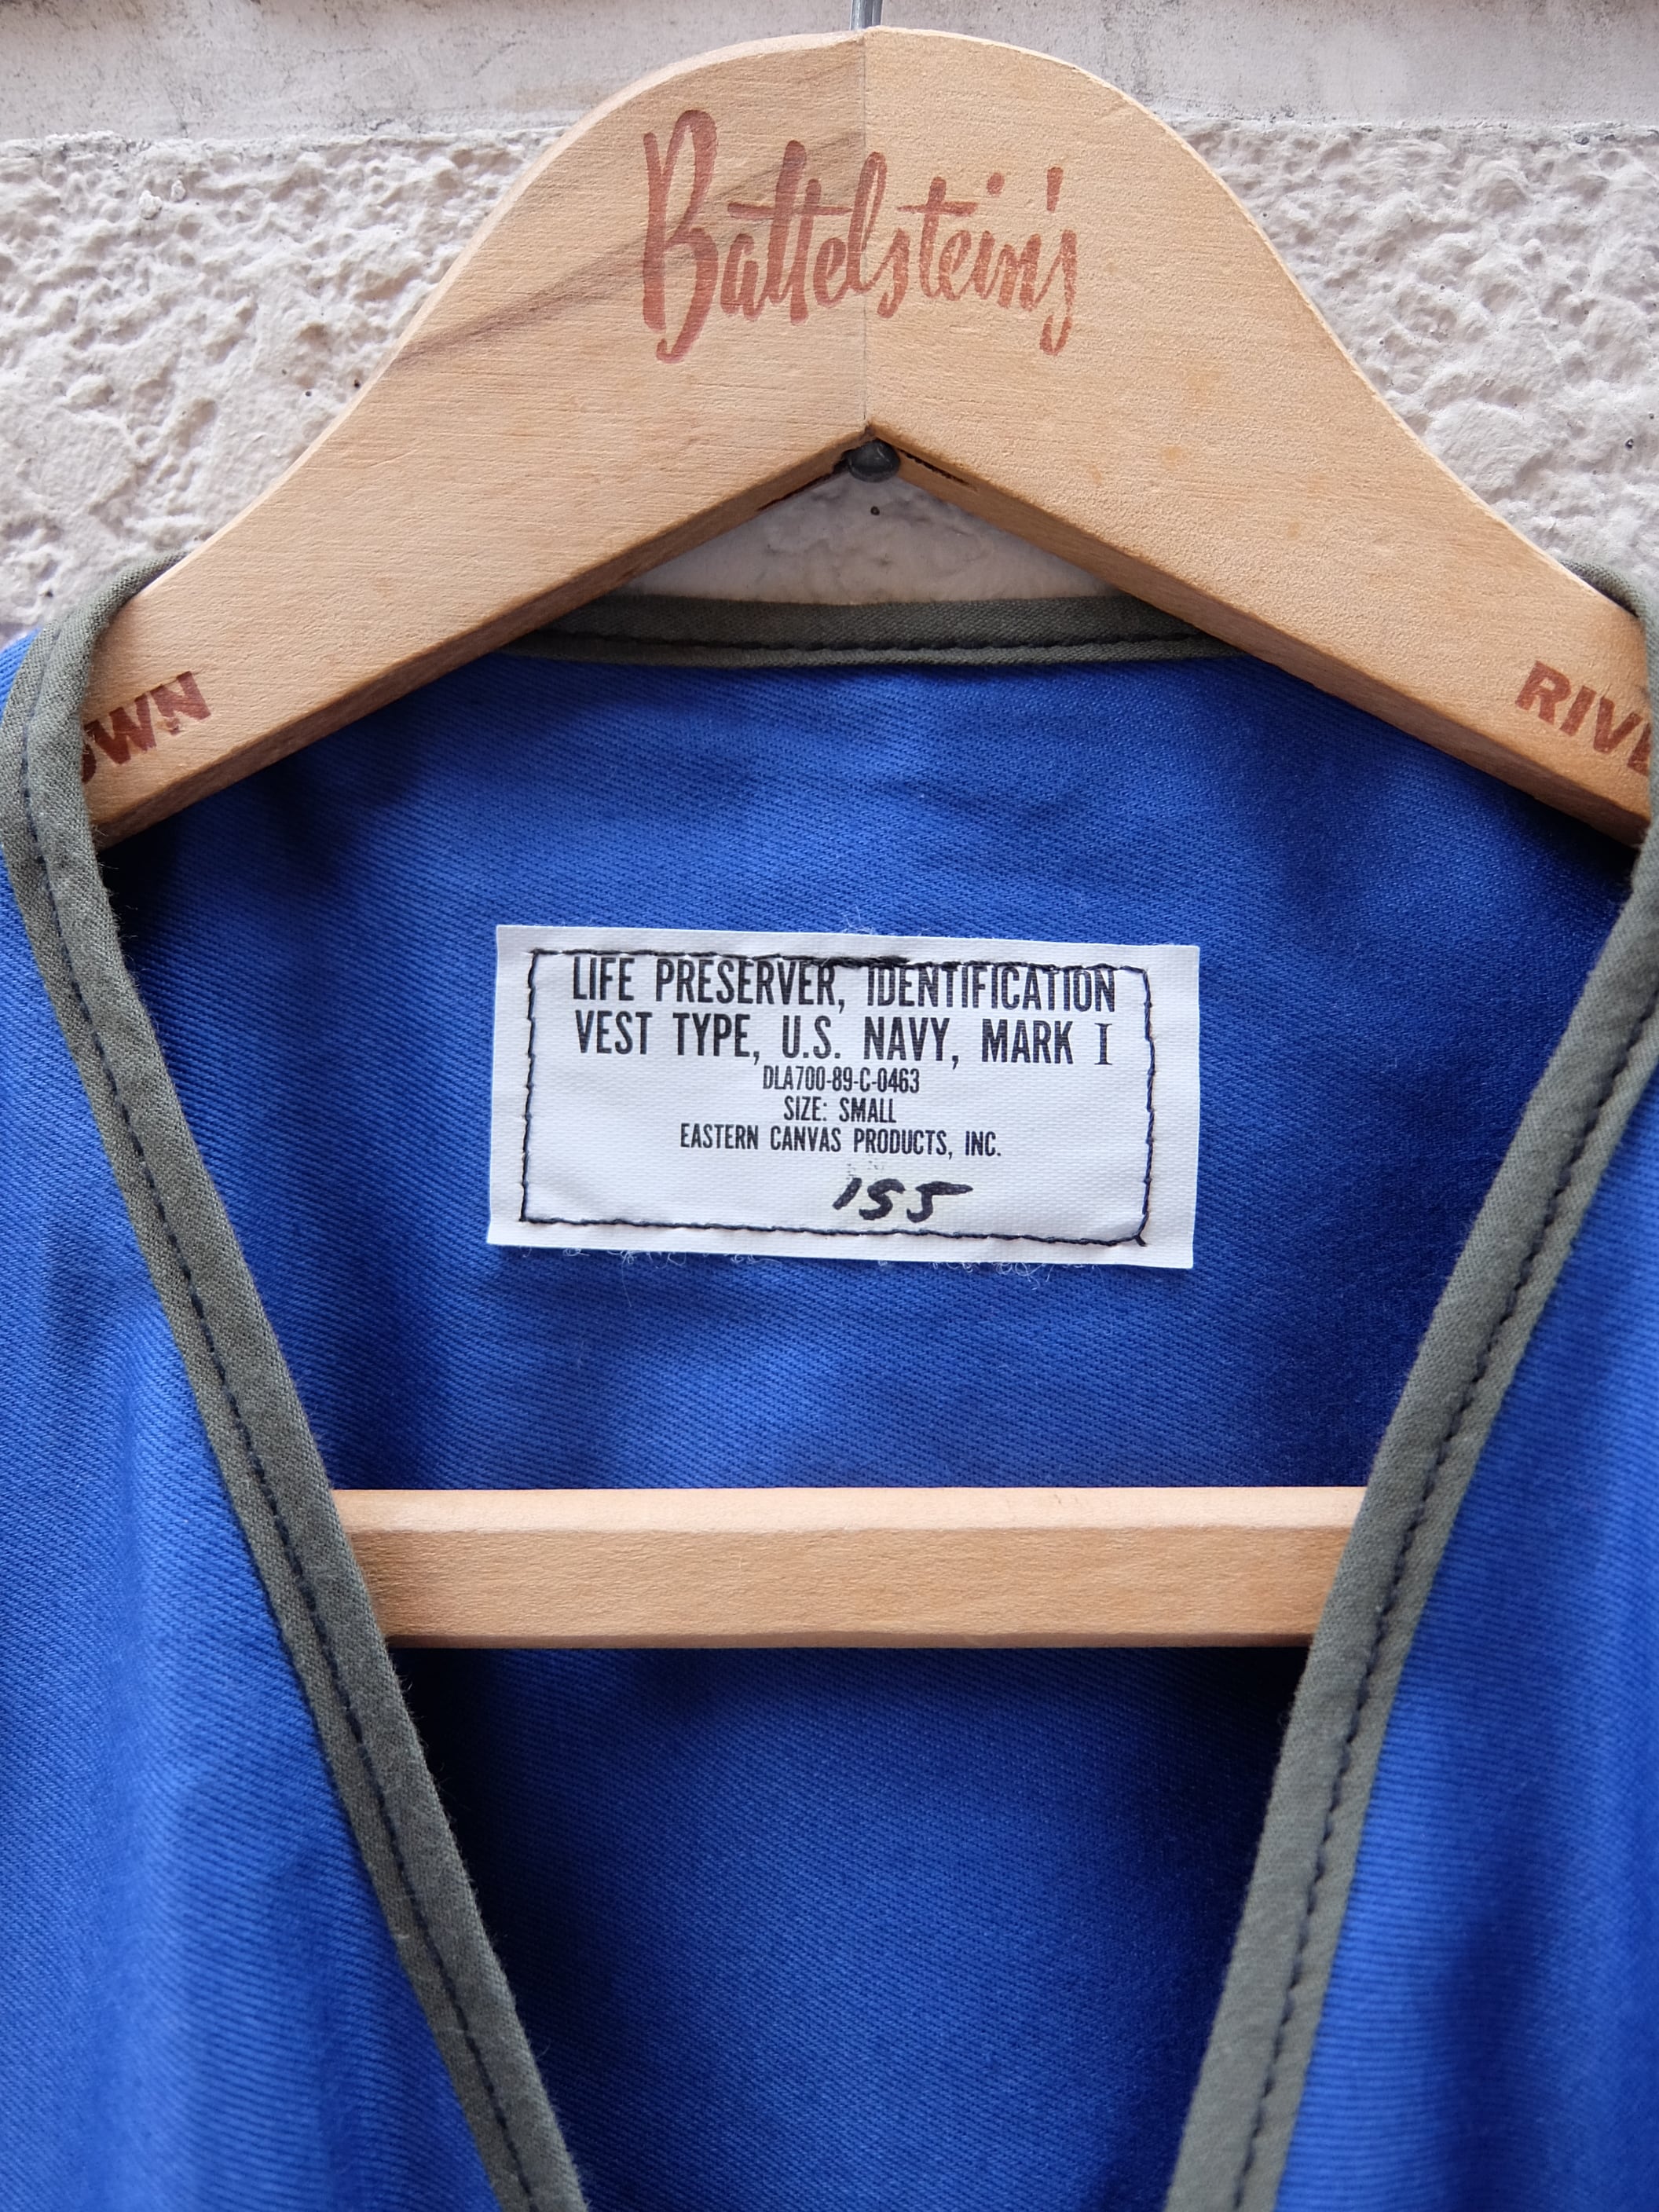 Battelstein's
OWN
RIVE
LIFE PRESERVER, IDENTIFICATION
VEST TYPE, U.S. NAVY, MARK I
DLA700-89-C-0463
SIZE: SMALL
EASTERN CANVAS PRODUCTS, INC.
155